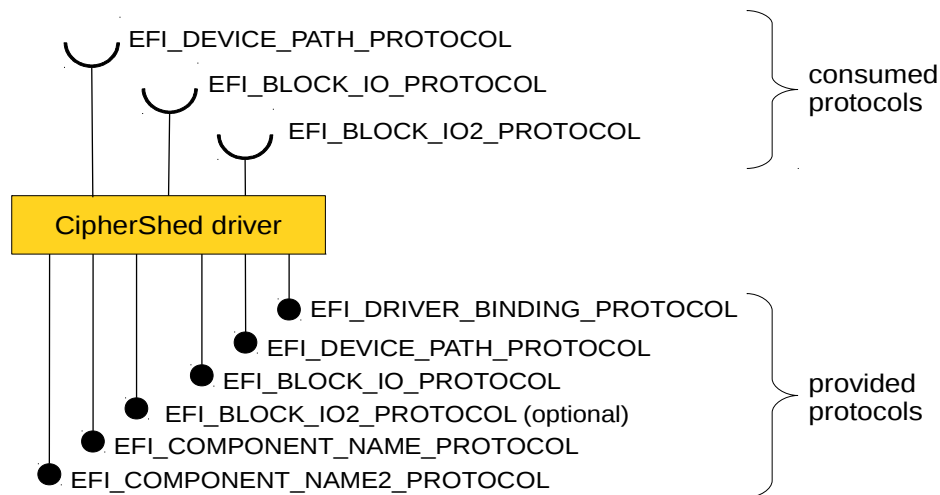 EFI_DEVICE_PATH_PROTOCOL
EFI_BLOCK_IO_PROTOCOL
EFI_BLOCK_IO2_PROTOCOL
consumed
protocols
CipherShed driver
EFI_DRIVER_BINDING_PROTOCOL
EFI_DEVICE_PATH_PROTOCOL
EFI_BLOCK_IO_PROTOCOL
EFI_BLOCK_IO2_PROTOCOL (optional)
EFI_COMPONENT_NAME_PROTOCOL
EFI_COMPONENT_NAME2_PROTOCOL
provided
protocols